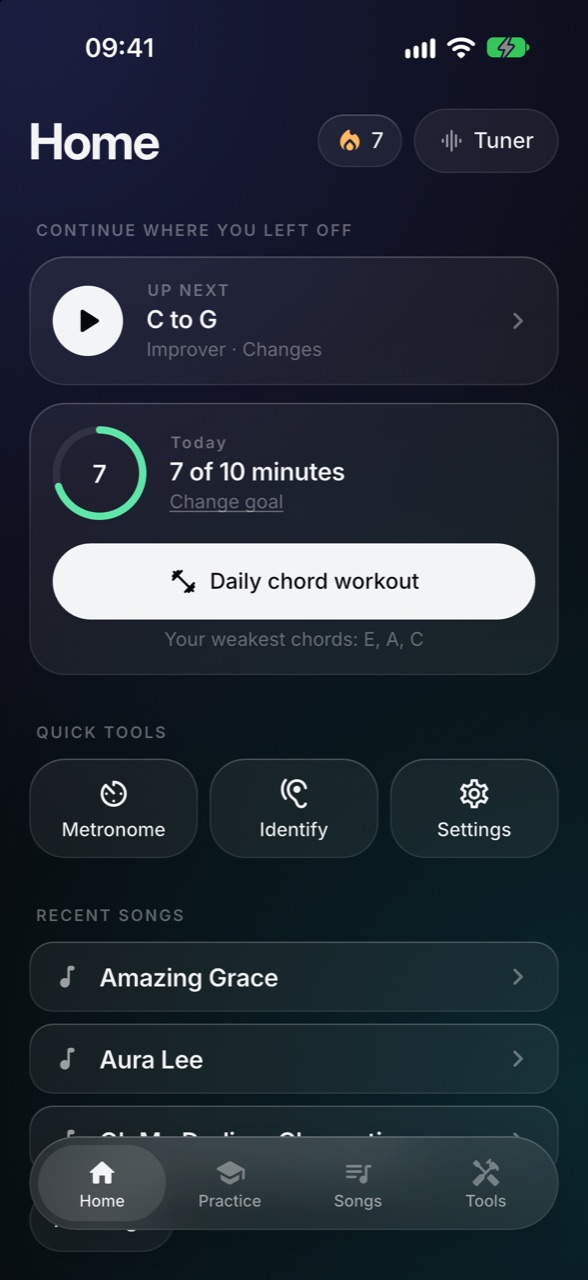 09:41
Home
7
Tuner
CONTINUE WHERE YOU LEFT OFF
UP NEXT
C to G
Improver · Changes
7
Today
7 of 10 minutes
Change goal
Daily chord workout
Your weakest chords: E, A, C
QUICK TOOLS
Metronome
Identify
Settings
RECENT SONGS
Amazing Grace
Aura Lee
Home
Practice
Songs
Tools